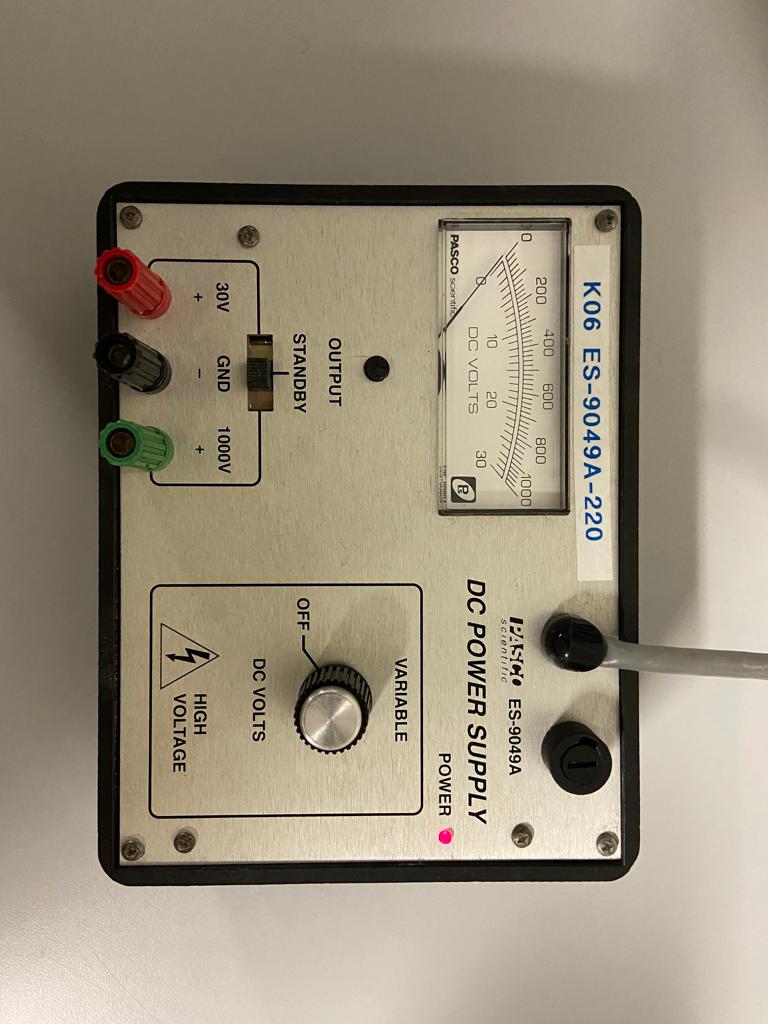 K06 ES-9049A-220
0 200 400 600 800 1000
0 10 20 30
DC VOLTS
PASCO scientific
PASCO scientific ES-9049A
DC POWER SUPPLY
POWER
OUTPUT
STANDBY
30V GND 1000V
+ − +
VARIABLE
OFF
DC VOLTS
HIGH
VOLTAGE